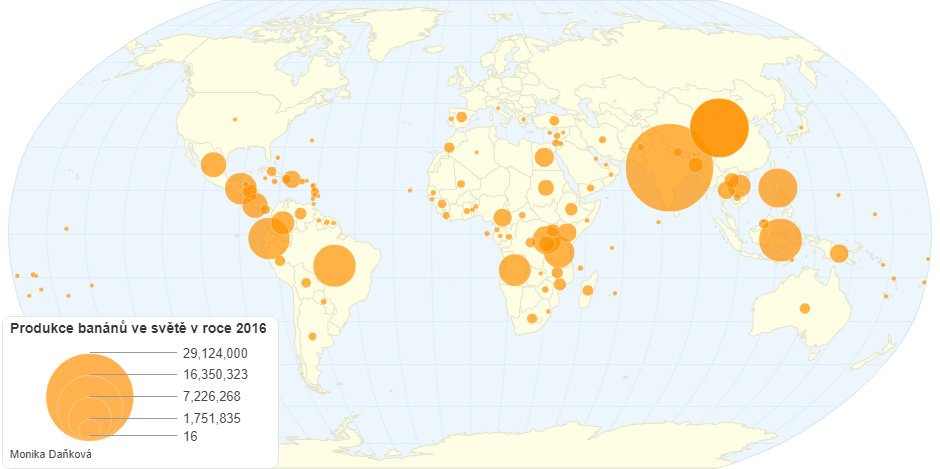 Produkce banánů ve světě v roce 2016
29,124,000
16,350,323
7,226,268
1,751,835
16
Monika Daňková